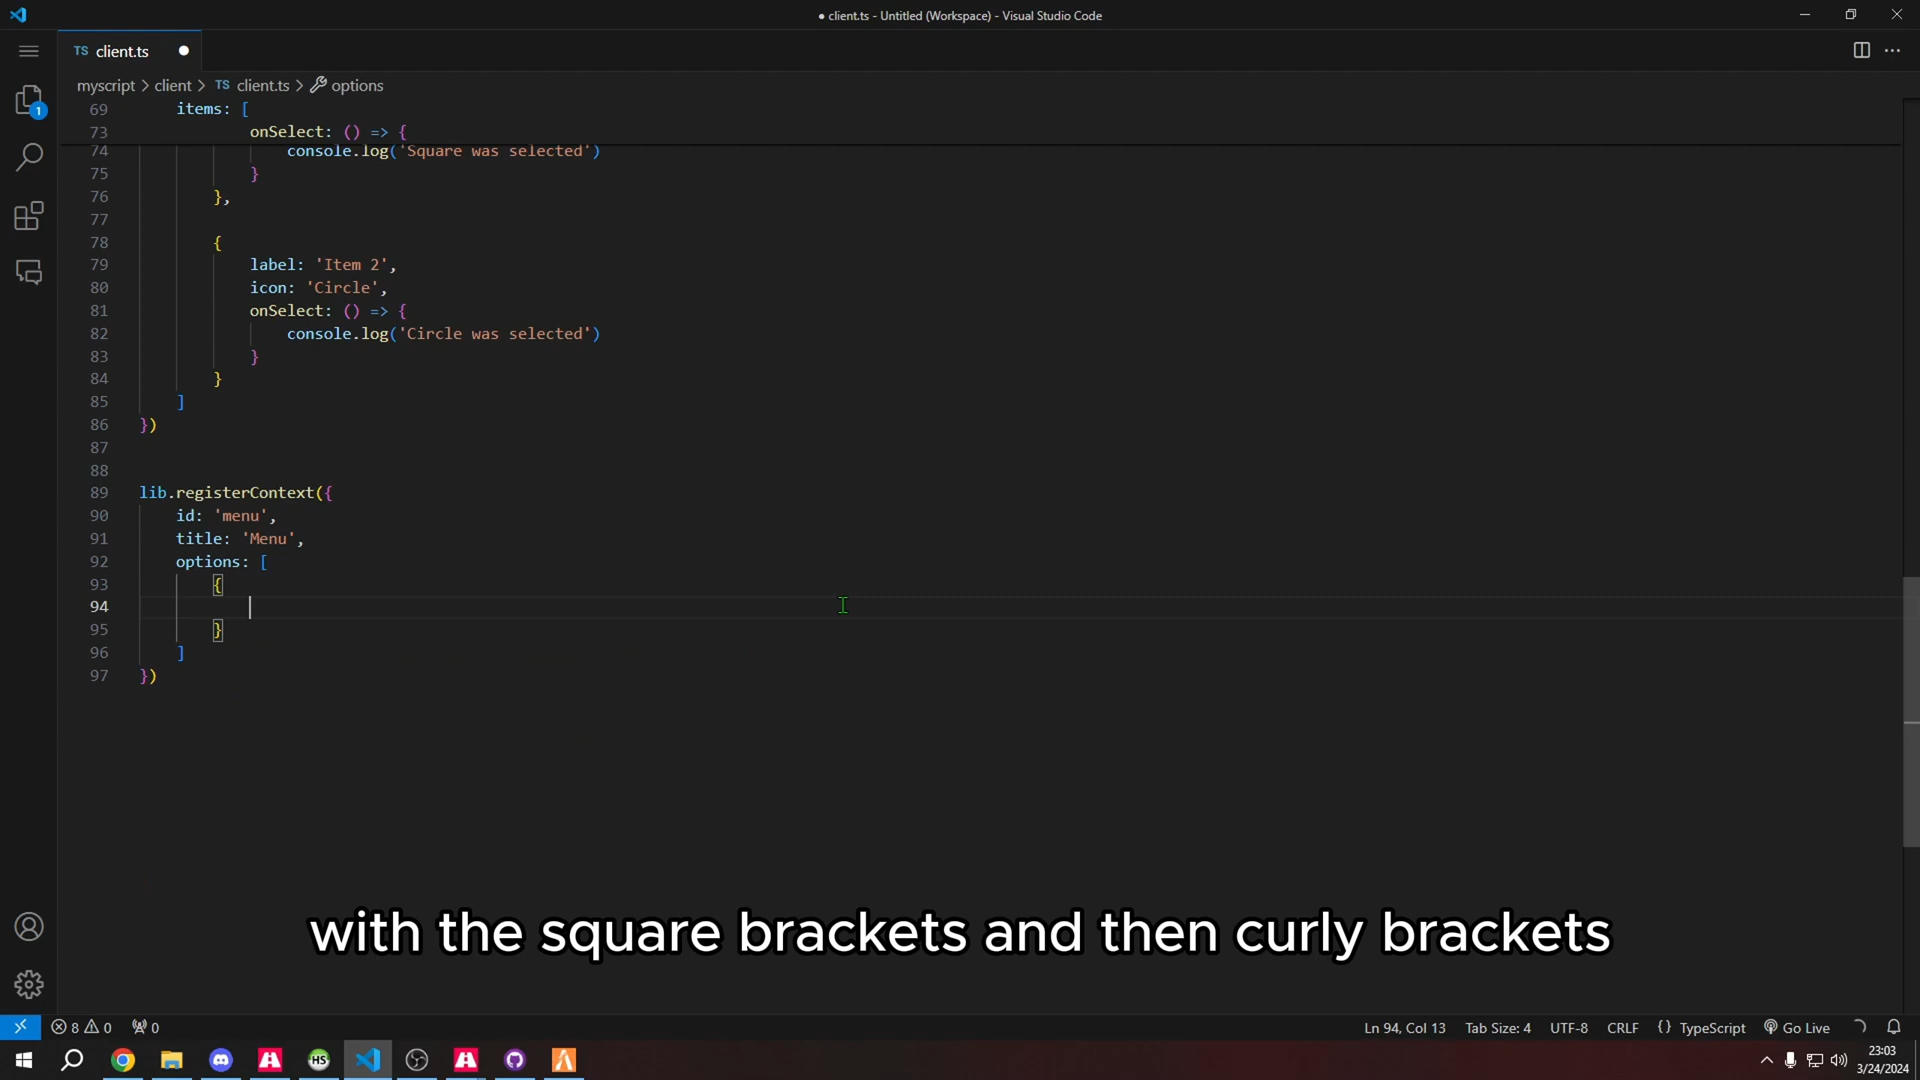 ● client.ts - Untitled (Workspace) - Visual Studio Code
TS client.ts ●
myscript > client > TS client.ts > options
1
69 items: [
73 onSelect: () => {
74 console.log('Square was selected')
75 }
76 },
77
78 {
79 label: 'Item 2',
80 icon: 'Circle',
81 onSelect: () => {
82 console.log('Circle was selected')
83 }
84 }
85 ]
86 })
87
88
89 lib.registerContext({
90 id: 'menu',
91 title: 'Menu',
92 options: [
93 {
94
95 }
96 ]
97 })
with the square brackets and then curly brackets
8 0 0 Ln 94, Col 13 Tab Size: 4 UTF-8 CRLF {} TypeScript Go Live
HS
23:03
3/24/2024